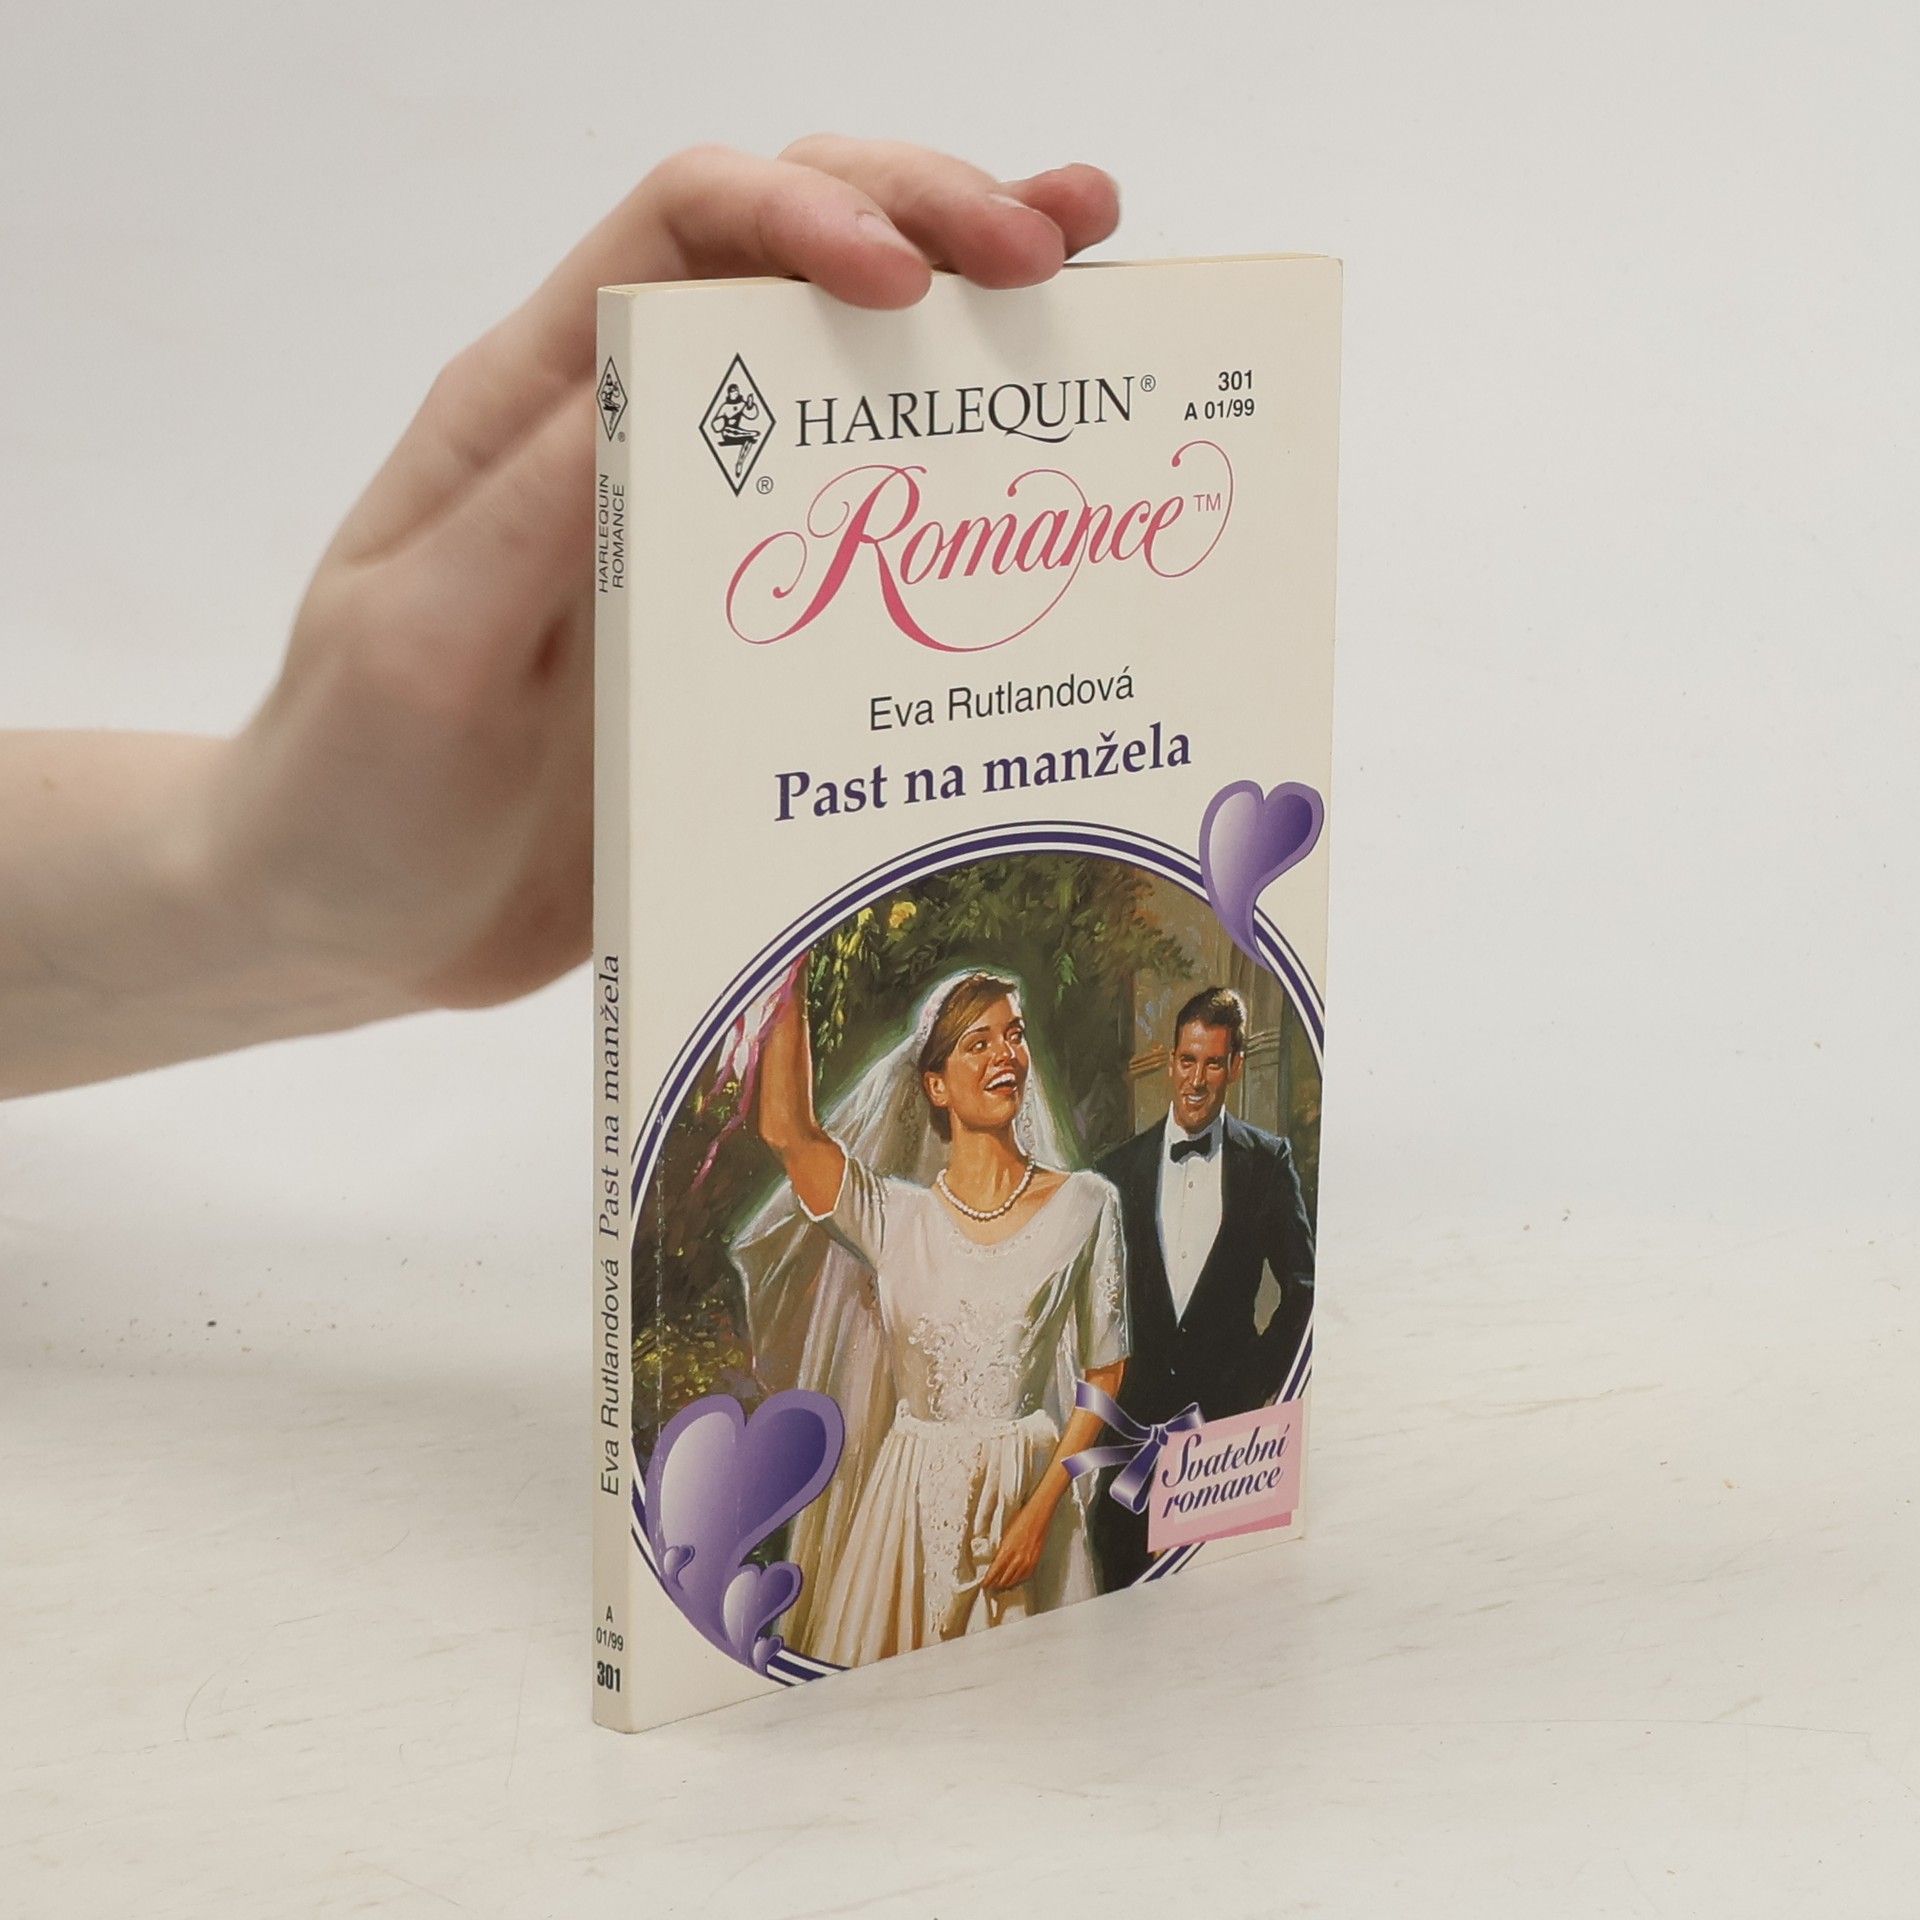 HARLEQUIN®
301
A 01/99
®
Romance™
Eva Rutlandová
Past na manžela
Svatební
romance
®
HARLEQUIN
ROMANCE
Eva Rutlandová Past na manžela
A
01/99
301